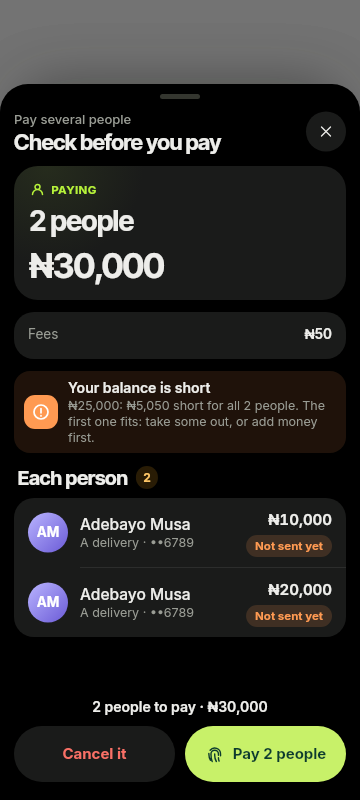 Pay several people
Check before you pay
PAYING
2 people
₦30,000
Fees
₦50
Your balance is short
₦25,000: ₦5,050 short for all 2 people. The
first one fits: take some out, or add money
first.
Each person
2
AM
Adebayo Musa
A delivery · ••6789
₦10,000
Not sent yet
AM
Adebayo Musa
A delivery · ••6789
₦20,000
Not sent yet
2 people to pay · ₦30,000
Cancel it
Pay 2 people